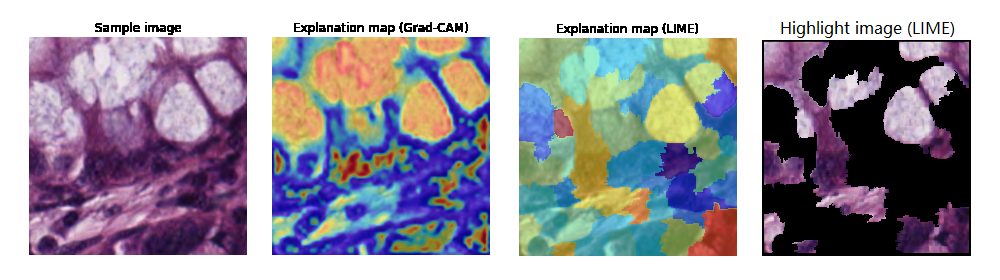 Sample image
Explanation map (Grad-CAM)
Explanation map (LIME)
Highlight image (LIME)